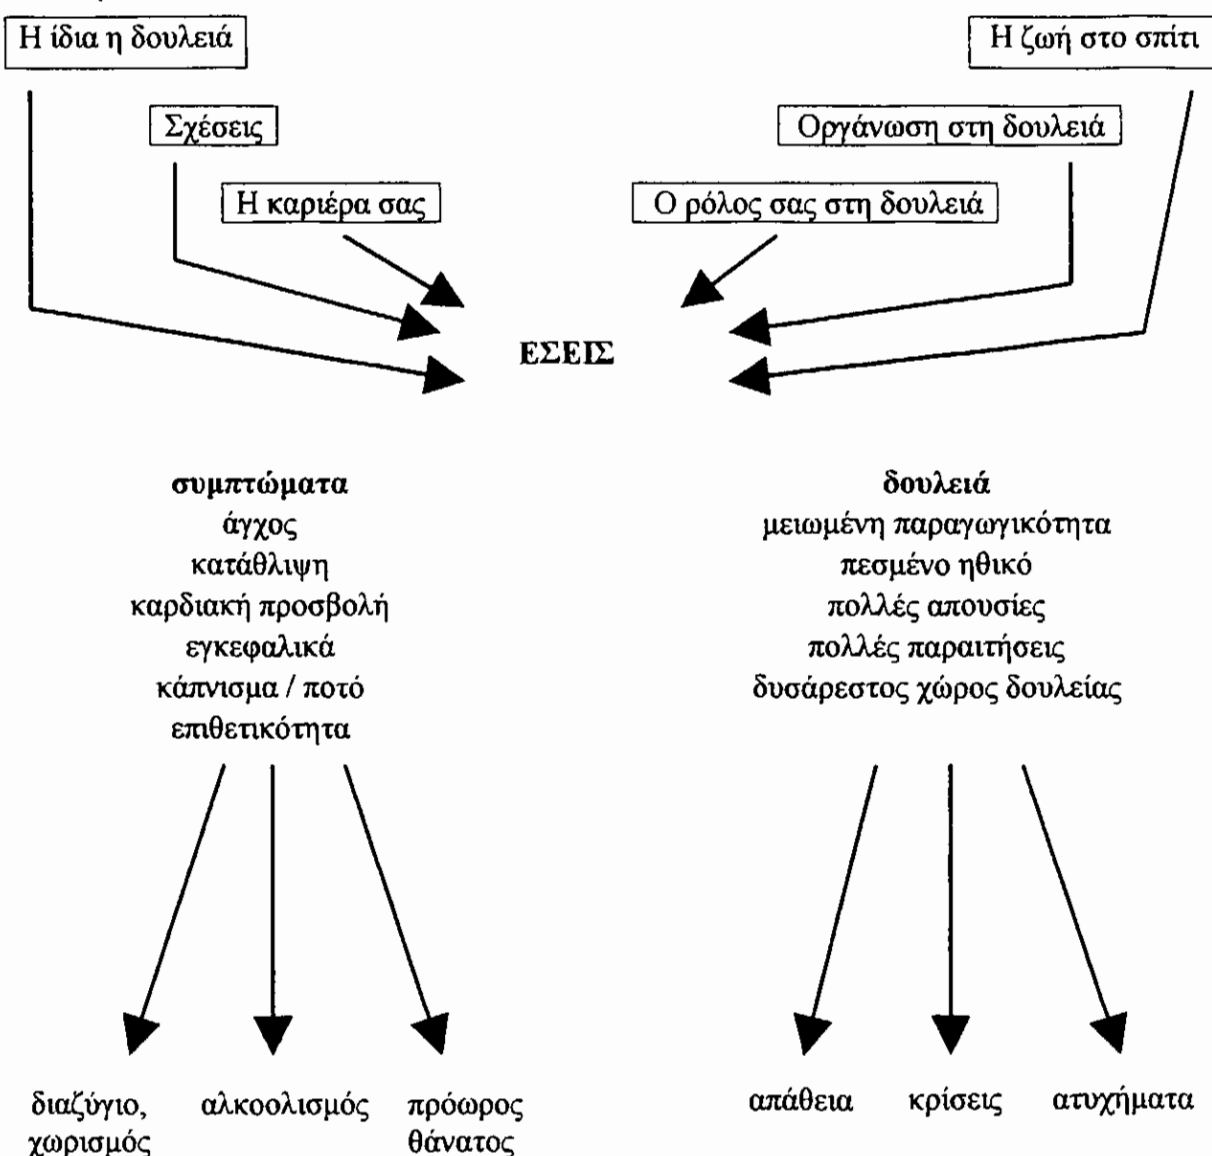 Η ίδια η δουλειά
Η ζωή στο σπίτι
Σχέσεις
Οργάνωση στη δουλειά
Η καριέρα σας
Ο ρόλος σας στη δουλειά
ΕΣΕΙΣ
συμπτώματα
άγχος
κατάθλιψη
καρδιακή προσβολή
εγκεφαλικά
κάπνισμα / ποτό
επιθετικότητα
δουλειά
μειωμένη παραγωγικότητα
πεσμένο ηθικό
πολλές απουσίες
πολλές παραιτήσεις
δυσάρεστος χώρος δουλείας
διαζύγιο,
χωρισμός
αλκοολισμός
πρόωρος
θάνατος
απάθεια
κρίσεις
ατυχήματα